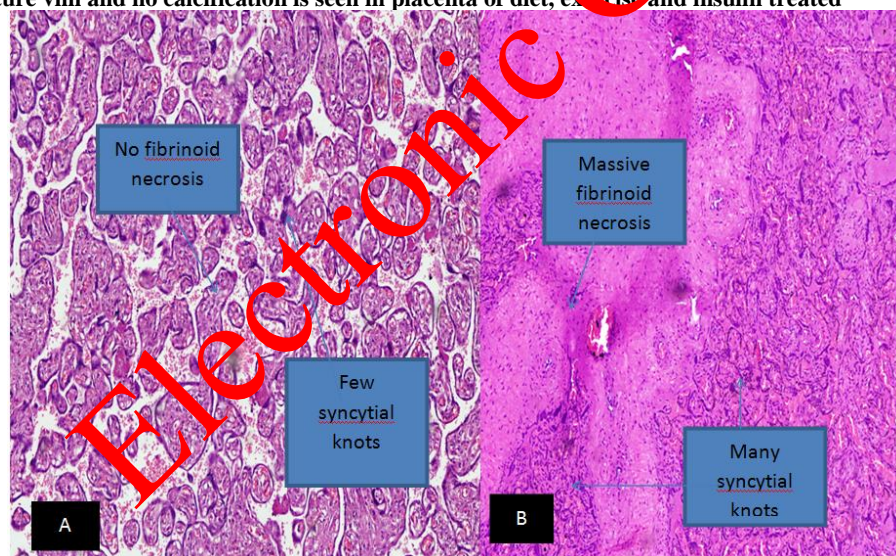 ture villi and no calcification is seen in placenta of diet, exercise and insulin treated
No fibrinoid
necrosis
Few
syncytial
knots
A
Massive
fibrinoid
necrosis
Many
syncytial
knots
B
Electronic